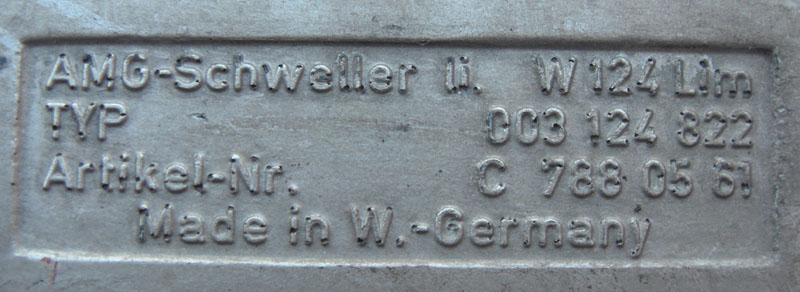 AMG-Schweller li. W 124 Lim
TYP 003 124 822
Artikel-Nr. C 788 05 61
Made in W.-Germany